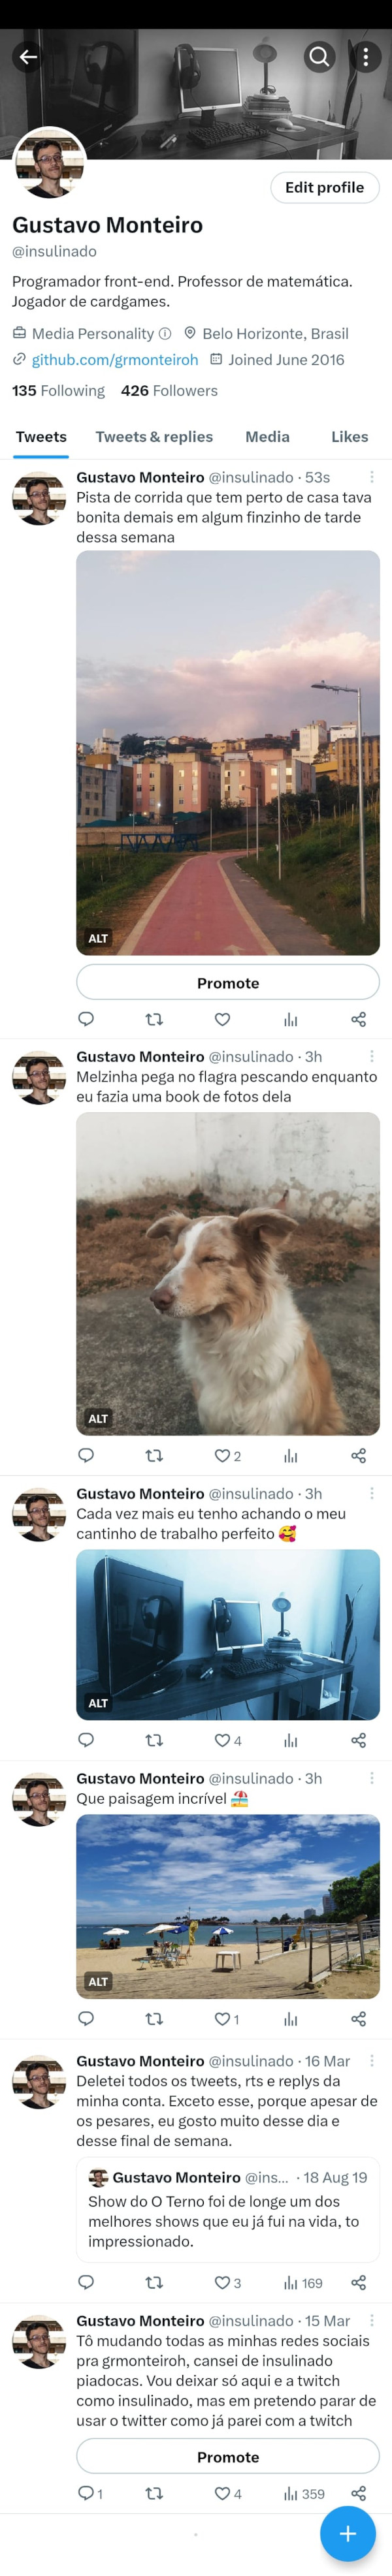 Edit profile
Gustavo Monteiro
@insulinado
Programador front-end. Professor de matemática.
Jogador de cardgames.
Media Personality Belo Horizonte, Brasil
github.com/grmonteiroh Joined June 2016
135 Following 426 Followers
Tweets Tweets & replies Media Likes
Gustavo Monteiro @insulinado · 53s
Pista de corrida que tem perto de casa tava
bonita demais em algum finzinho de tarde
dessa semana
ALT
Promote
Gustavo Monteiro @insulinado · 3h
Melzinha pega no flagra pescando enquanto
eu fazia uma book de fotos dela
ALT
2
Gustavo Monteiro @insulinado · 3h
Cada vez mais eu tenho achando o meu
cantinho de trabalho perfeito 🥰
ALT
4
Gustavo Monteiro @insulinado · 3h
Que paisagem incrível 🏖️
ALT
1
Gustavo Monteiro @insulinado · 16 Mar
Deletei todos os tweets, rts e replys da
minha conta. Exceto esse, porque apesar de
os pesares, eu gosto muito desse dia e
desse final de semana.
Gustavo Monteiro @ins... · 18 Aug 19
Show do O Terno foi de longe um dos
melhores shows que eu já fui na vida, to
impressionado.
3 169
Gustavo Monteiro @insulinado · 15 Mar
Tô mudando todas as minhas redes sociais
pra grmonteiroh, cansei de insulinado
piadocas. Vou deixar só aqui e a twitch
como insulinado, mas em pretendo parar de
usar o twitter como já parei com a twitch
Promote
1 4 359